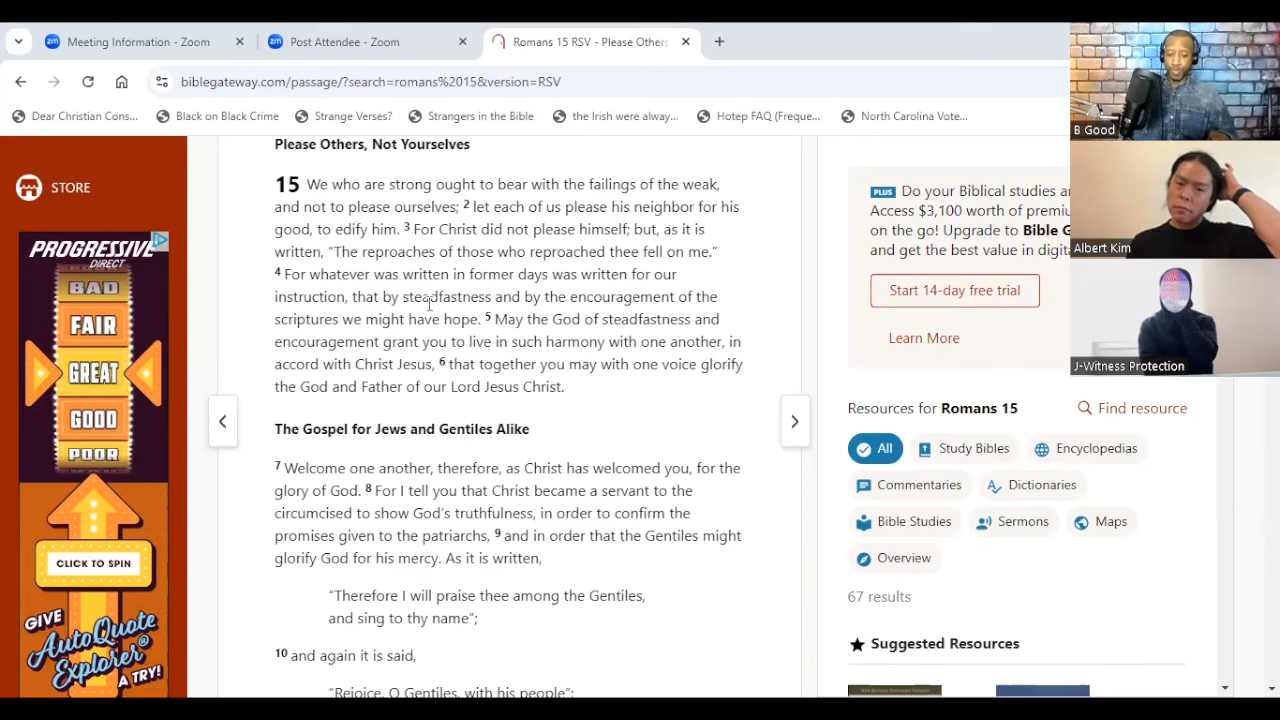 Meeting Information - Zoom
Post Attendee - Zoom
Romans 15 RSV - Please Others,
biblegateway.com/passage/?search=romans%2015&version=RSV
Dear Christian Cons...
Black on Black Crime
Strange Verses?
Strangers in the Bible
the Irish were alway...
Hotep FAQ (Freque...
North Carolina Vote...
STORE
PROGRESSIVE
DIRECT
BAD
FAIR
GREAT
GOOD
POOR
CLICK TO SPIN
GIVE
AutoQuote
Explorer®
A TRY!
Please Others, Not Yourselves
15 We who are strong ought to bear with the failings of the weak,
and not to please ourselves; 2 let each of us please his neighbor for his
good, to edify him. 3 For Christ did not please himself; but, as it is
written, “The reproaches of those who reproached thee fell on me.”
4 For whatever was written in former days was written for our
instruction, that by steadfastness and by the encouragement of the
scriptures we might have hope. 5 May the God of steadfastness and
encouragement grant you to live in such harmony with one another, in
accord with Christ Jesus, 6 that together you may with one voice glorify
the God and Father of our Lord Jesus Christ.
The Gospel for Jews and Gentiles Alike
7 Welcome one another, therefore, as Christ has welcomed you, for the
glory of God. 8 For I tell you that Christ became a servant to the
circumcised to show God’s truthfulness, in order to confirm the
promises given to the patriarchs, 9 and in order that the Gentiles might
glorify God for his mercy. As it is written,
“Therefore I will praise thee among the Gentiles,
and sing to thy name”;
10 and again it is said,
“Rejoice, O Gentiles, with his people”;
PLUS Do your Biblical studies a
Access $3,100 worth of premiu
on the go! Upgrade to Bible G
and get the best value in digit
Start 14-day free trial
Learn More
Resources for Romans 15
Find resource
All
Study Bibles
Encyclopedias
Commentaries
Dictionaries
Bible Studies
Sermons
Maps
Overview
67 results
Suggested Resources
B Good
Albert Kim
J-Witness Protection